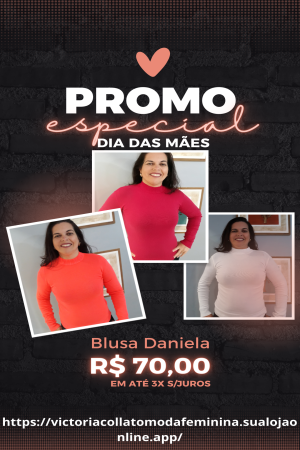 PROMO
especial
DIA DAS MÃES
Blusa Daniela
R$ 70,00
EM ATÉ 3X S/JUROS
https://victoriacollatomodafeminina.sualojao
nline.app/